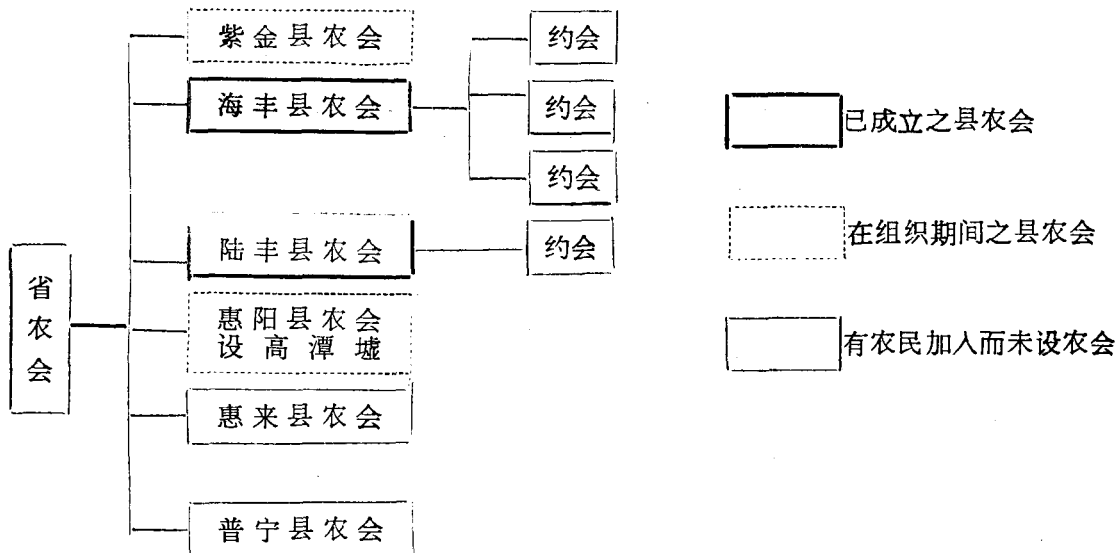 紫金县农会
海丰县农会
陆丰县农会
惠阳县农会
设高潭墟
惠来县农会
普宁县农会
省农会
约会
约会
约会
约会
已成立之县农会
在组织期间之县农会
有农民加入而未设农会